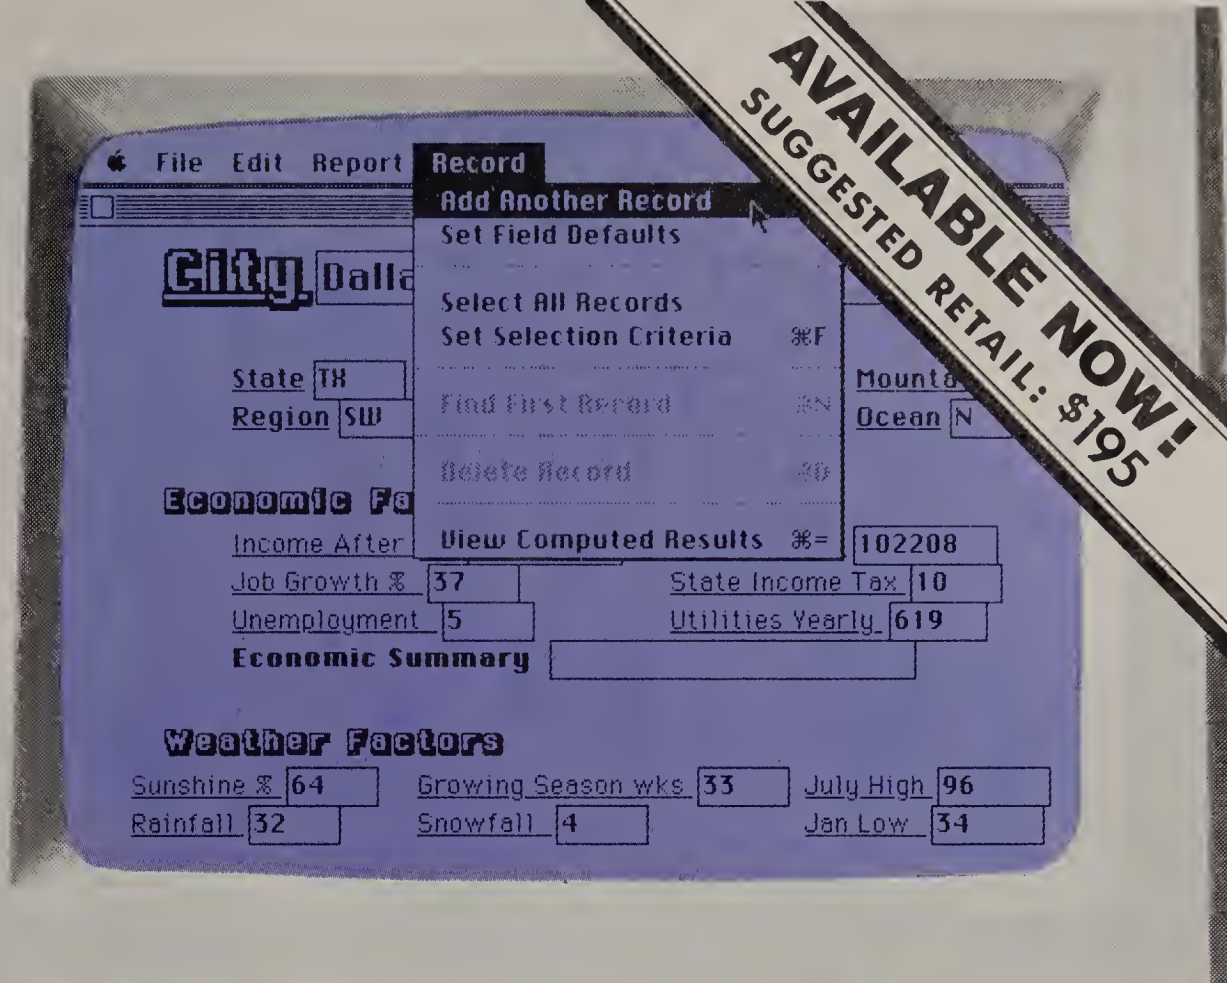 File Edit Report Record
Add Another Record
Set Field Defaults
Select All Records
Set Selection Criteria ⌘F
Find First Record ⌘N
Delete Record ⌘D
View Computed Results ⌘=
City Dalla
State TX
Region SW
Mounta
Ocean N
Economic Fa
Income After 102208
Job Growth % 37 State Income Tax 10
Unemployment 5 Utilities Yearly 619
Economic Summary
Weather Factors
Sunshine % 64 Growing Season wks 33 July High 96
Rainfall 32 Snowfall 4 Jan Low 34
AVAILABLE NOW!
SUGGESTED RETAIL: $195